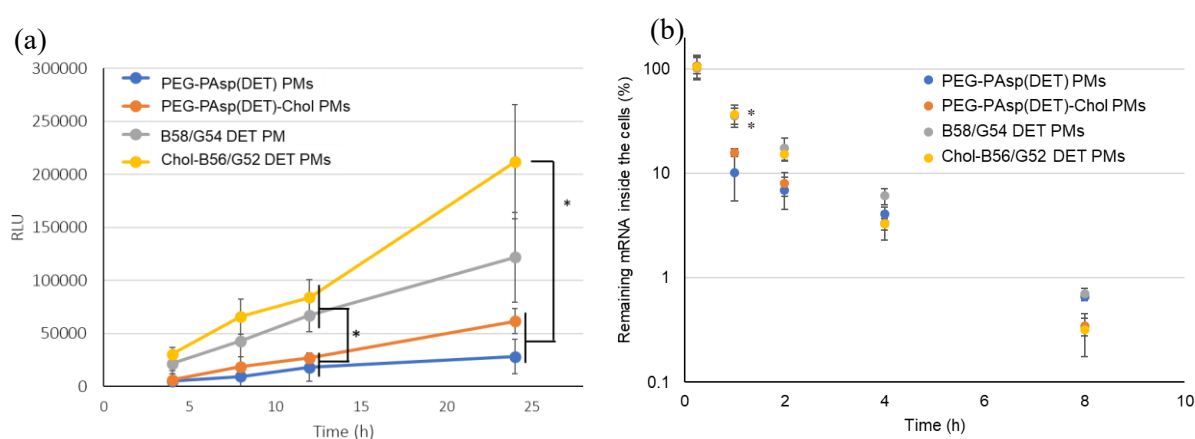 (a)
300000
250000
200000
150000
100000
50000
0
RLU
0 5 10 15 20 25
Time (h)
PEG-PAsp(DET) PMs
PEG-PAsp(DET)-Chol PMs
B58/G54 DET PM
Chol-B56/G52 DET PMs
*
*
(b)
100
10
1
0.1
Remaining mRNA inside the cells (%)
0 2 4 6 8 10
Time (h)
PEG-PAsp(DET) PMs
PEG-PAsp(DET)-Chol PMs
B58/G54 DET PMs
Chol-B56/G52 DET PMs
*
*